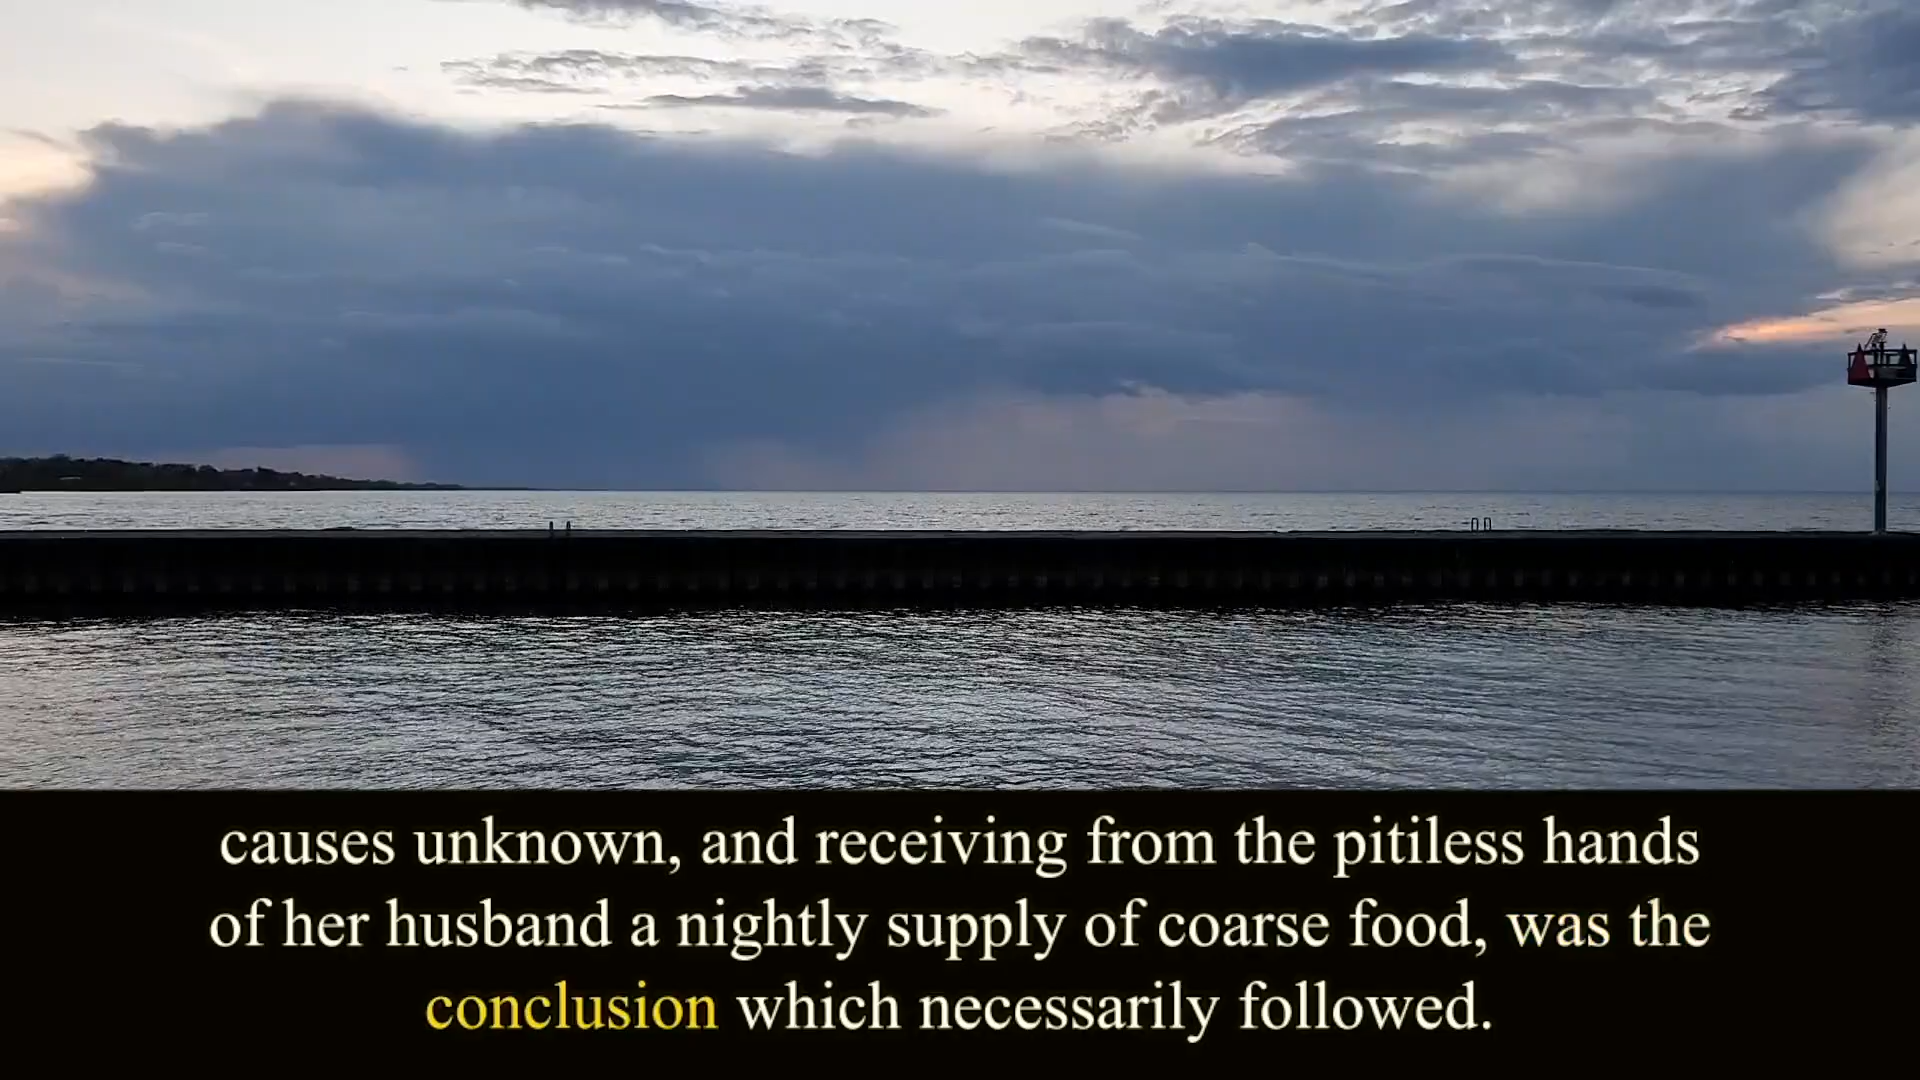 causes unknown, and receiving from the pitiless hands
of her husband a nightly supply of coarse food, was the
conclusion which necessarily followed.